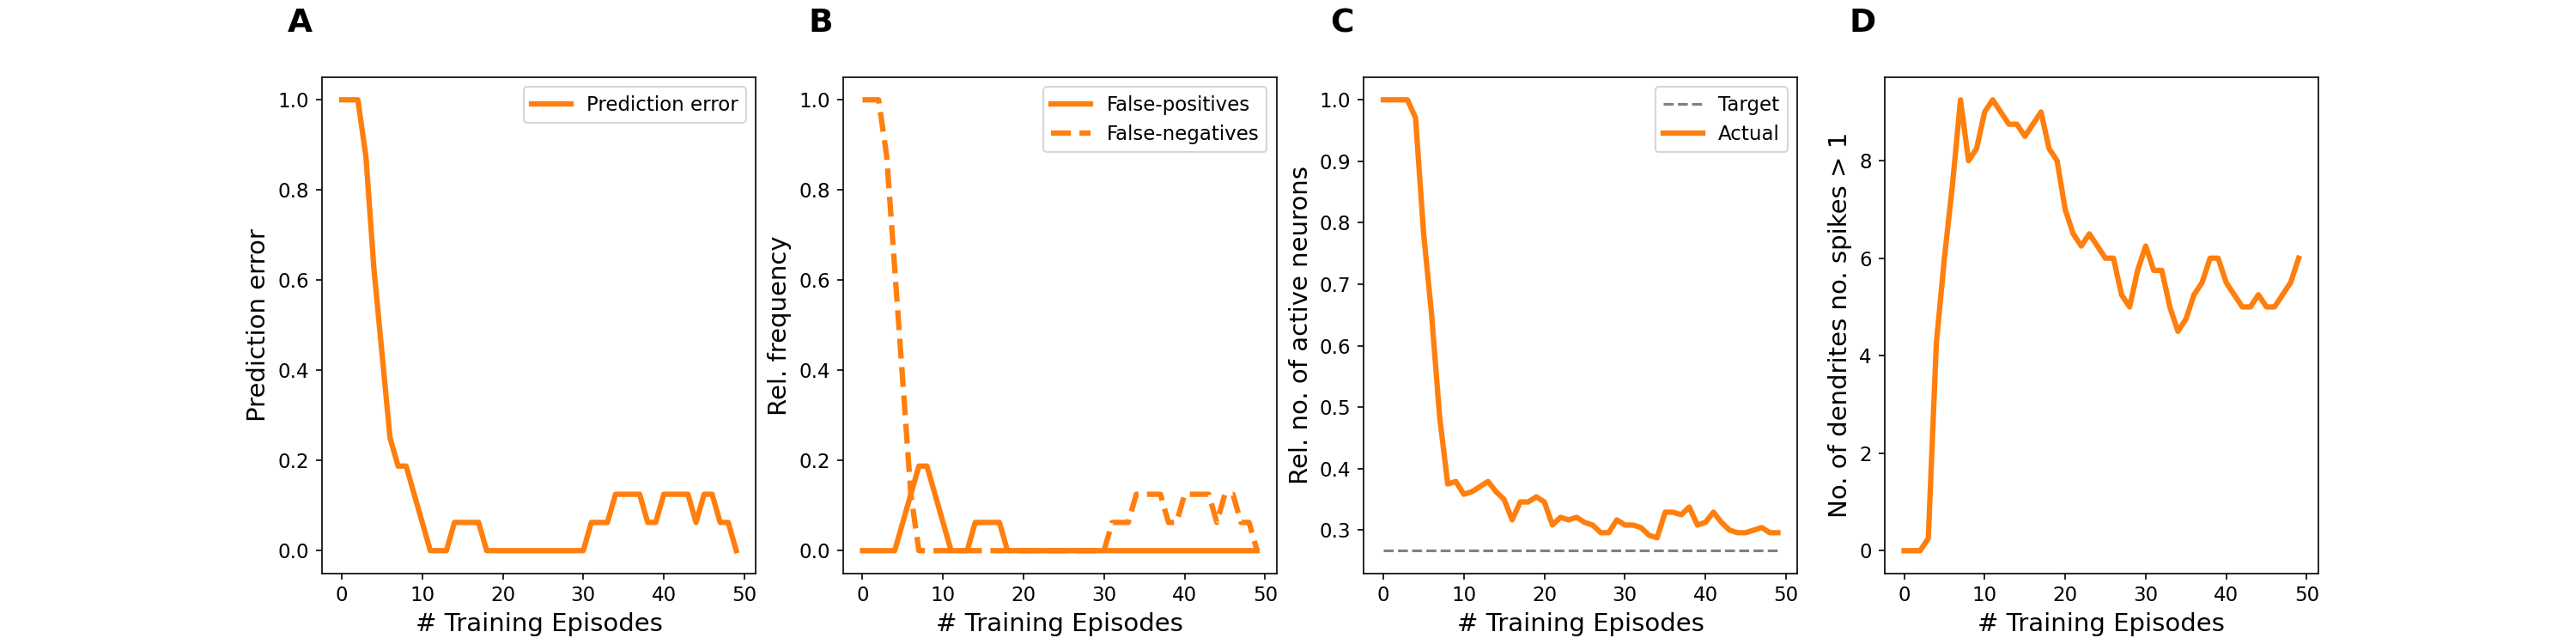 A
B
C
D
Prediction error
1.0
0.8
0.6
0.4
0.2
0.0
0 10 20 30 40 50
# Training Episodes
Prediction error
Rel. frequency
1.0
0.8
0.6
0.4
0.2
0.0
0 10 20 30 40 50
# Training Episodes
False-positives
False-negatives
Rel. no. of active neurons
1.0
0.9
0.8
0.7
0.6
0.5
0.4
0.3
0 10 20 30 40 50
# Training Episodes
Target
Actual
No. of dendrites no. spikes > 1
8
6
4
2
0
0 10 20 30 40 50
# Training Episodes